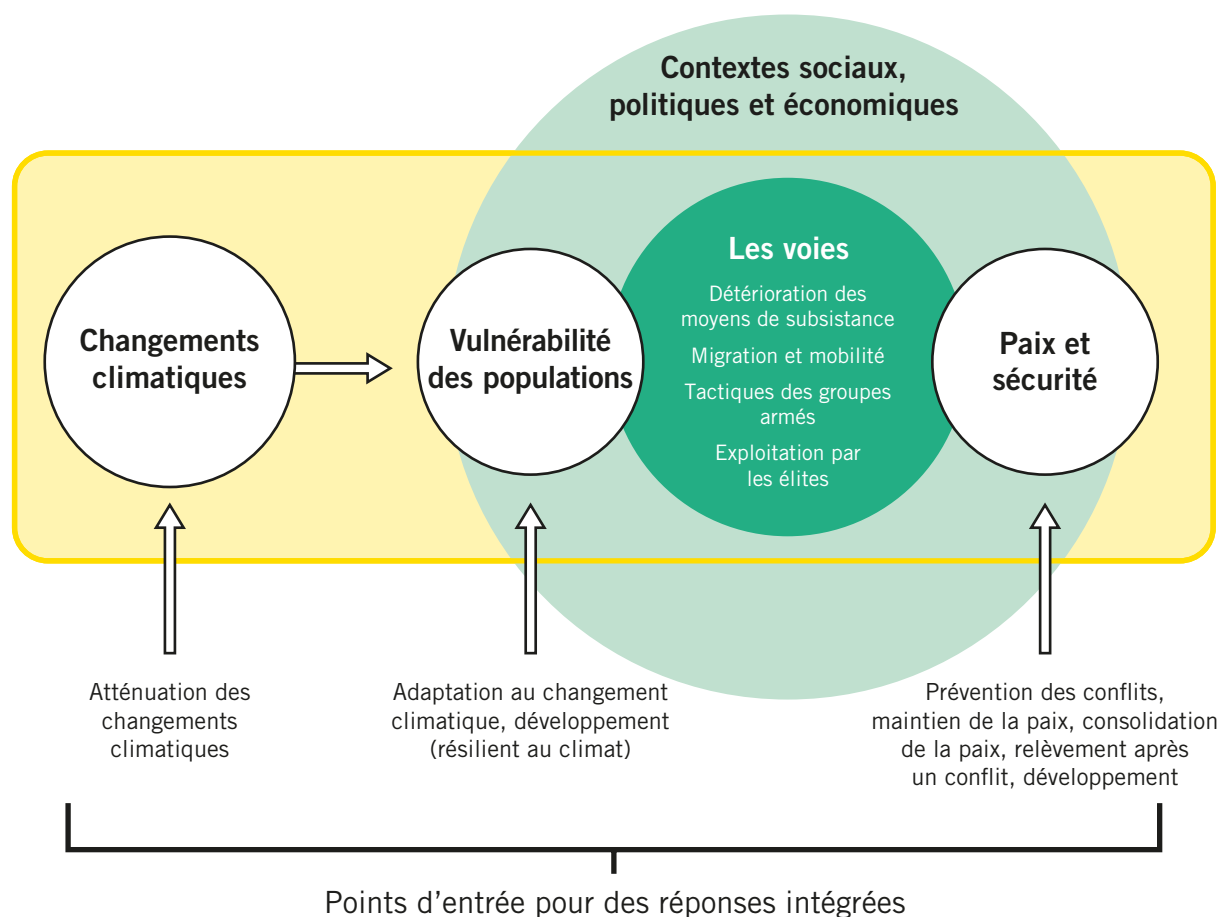 Contextes sociaux,
politiques et économiques
Changements
climatiques
Vulnérabilité
des populations
Les voies
Détérioration des
moyens de subsistance
Migration et mobilité
Tactiques des groupes
armés
Exploitation par
les élites
Paix et
sécurité
Atténuation des
changements
climatiques
Adaptation au changement
climatique, développement
(résilient au climat)
Prévention des conflits,
maintien de la paix, consolidation
de la paix, relèvement après
un conflit, développement
Points d’entrée pour des réponses intégrées